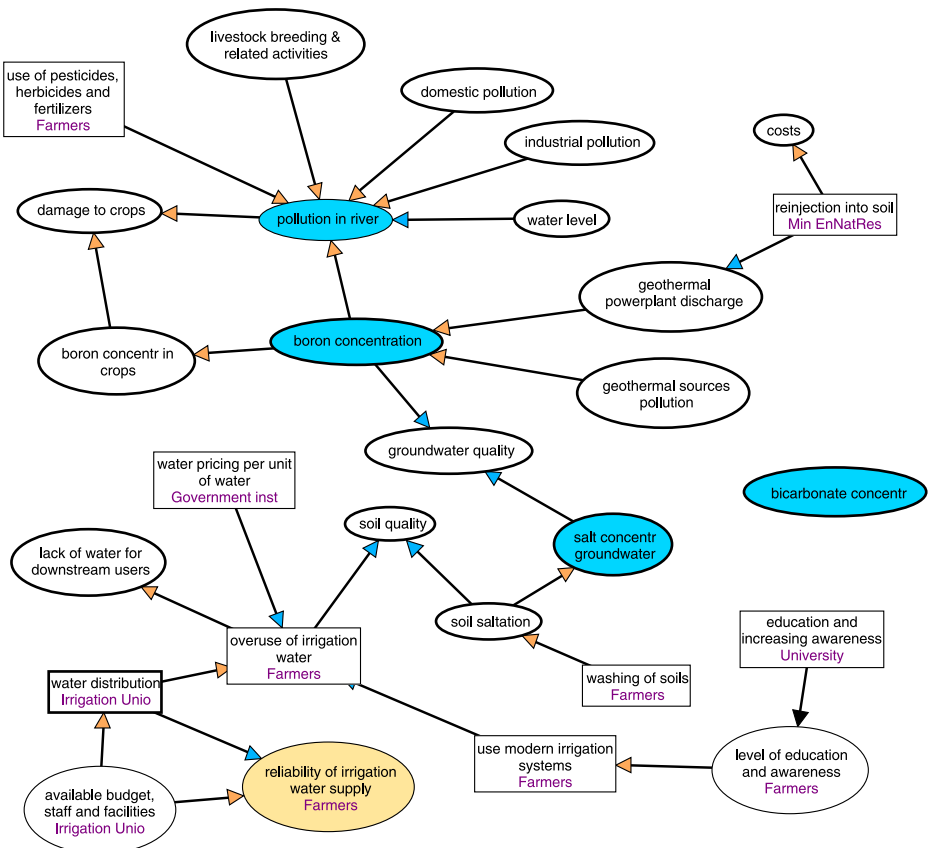 livestock breeding &
related activities
use of pesticides,
herbicides and
fertilizers
Farmers
domestic pollution
industrial pollution
costs
damage to crops
pollution in river
water level
reinjection into soil
Min EnNatRes
geothermal
powerplant discharge
boron concentration
boron concentr in
crops
geothermal sources
pollution
groundwater quality
water pricing per unit
of water
Government inst
bicarbonate concentr
soil quality
salt concentr
groundwater
lack of water for
downstream users
soil saltation
education and
increasing awareness
University
overuse of irrigation
water
Farmers
washing of soils
Farmers
water distribution
Irrigation Unio
use modern irrigation
systems
Farmers
level of education
and awareness
Farmers
reliability of irrigation
water supply
Farmers
available budget,
staff and facilities
Irrigation Unio